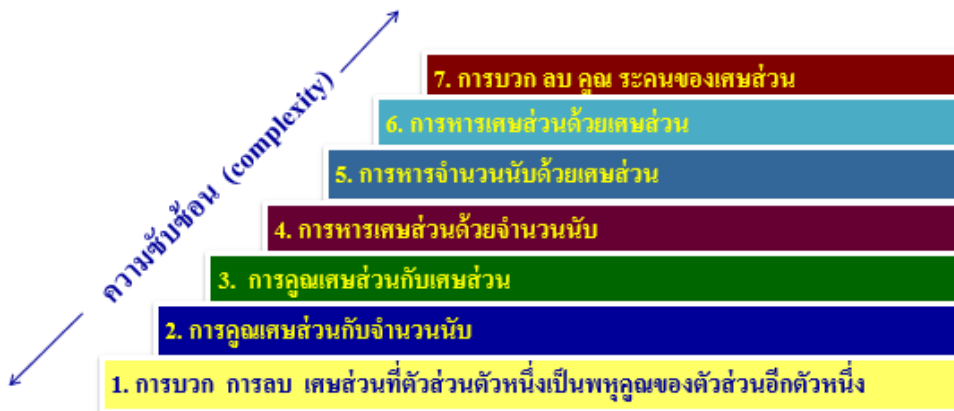 7. การบวก ลบ คูณ ระคนของเศษส่วน
6. การหารเศษส่วนด้วยเศษส่วน
5. การหารจำนวนนับด้วยเศษส่วน
4. การหารเศษส่วนด้วยจำนวนนับ
3. การคูณเศษส่วนกับเศษส่วน
2. การคูณเศษส่วนกับจำนวนนับ
1. การบวก การลบ เศษส่วนที่ตัวส่วนตัวหนึ่งเป็นพหุคูณของตัวส่วนอีกตัวหนึ่ง
ความซับซ้อน (complexity)